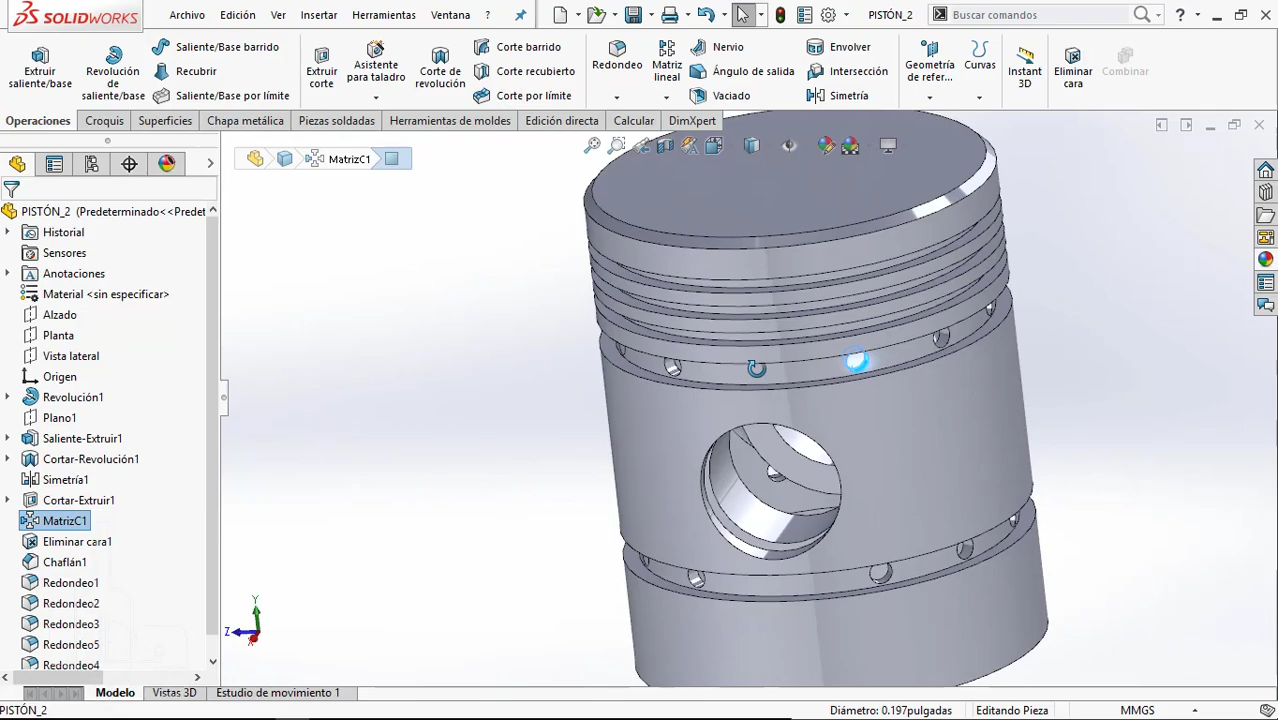 SOLIDWORKS
Archivo Edición Ver Insertar Herramientas Ventana ?
PISTÓN_2
Buscar comandos
Extruir saliente/base
Revolución de saliente/base
Saliente/Base barrido
Recubrir
Saliente/Base por límite
Extruir corte
Asistente para taladro
Corte de revolución
Corte barrido
Corte recubierto
Corte por límite
Redondeo
Matriz lineal
Nervio
Ángulo de salida
Vaciado
Envolver
Intersección
Simetría
Geometría de refer...
Curvas
Instant 3D
Eliminar cara
Combinar
Operaciones Croquis Superficies Chapa metálica Piezas soldadas Herramientas de moldes Edición directa Calcular DimXpert
MatrizC1
PISTÓN_2 (Predeterminado<<Predet
Historial
Sensores
Anotaciones
Material <sin especificar>
Alzado
Planta
Vista lateral
Origen
Revolución1
Plano1
Saliente-Extruir1
Cortar-Revolución1
Simetría1
Cortar-Extruir1
MatrizC1
Eliminar cara1
Chaflán1
Redondeo1
Redondeo2
Redondeo3
Redondeo5
Redondeo4
Y
Z
X
Modelo Vistas 3D Estudio de movimiento 1
PISTÓN_2
Diámetro: 0.197pulgadas
Editando Pieza
MMGS